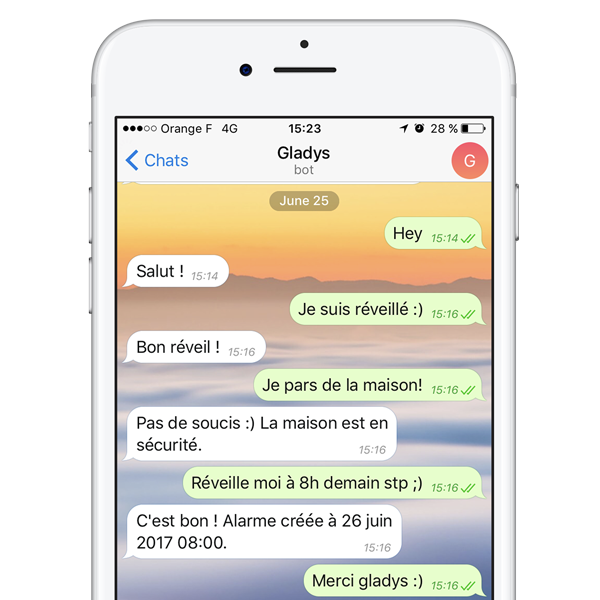 Orange F 4G 15:23 28 %
Chats Gladys G
bot
June 25
Hey 15:14
Salut ! 15:14
Je suis réveillé :) 15:16
Bon réveil ! 15:16
Je pars de la maison! 15:16
Pas de soucis :) La maison est en
sécurité. 15:16
Réveille moi à 8h demain stp ;) 15:16
C'est bon ! Alarme créée à 26 juin
2017 08:00. 15:16
Merci gladys :) 15:16